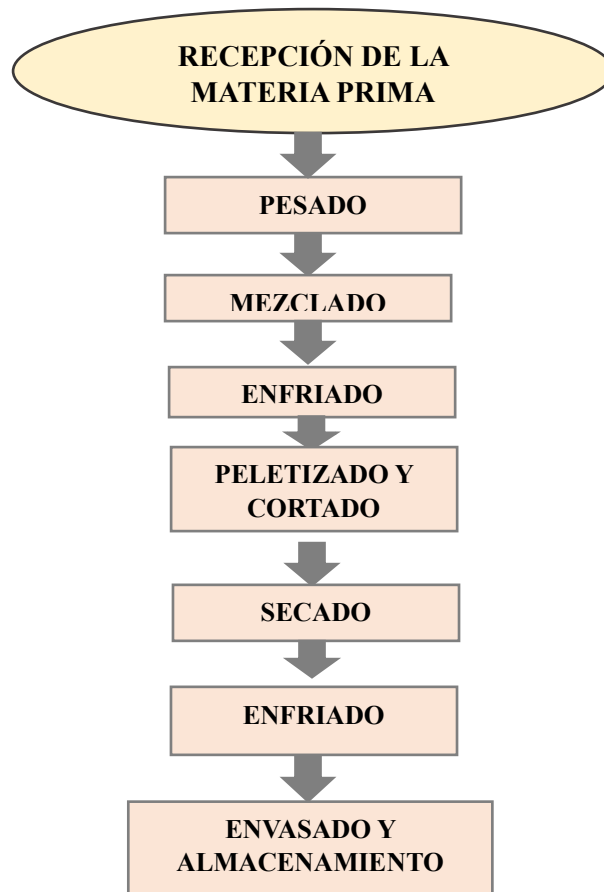 RECEPCIÓN DE LA
MATERIA PRIMA
PESADO
MEZCLADO
ENFRIADO
PELETIZADO Y
CORTADO
SECADO
ENFRIADO
ENVASADO Y
ALMACENAMIENTO